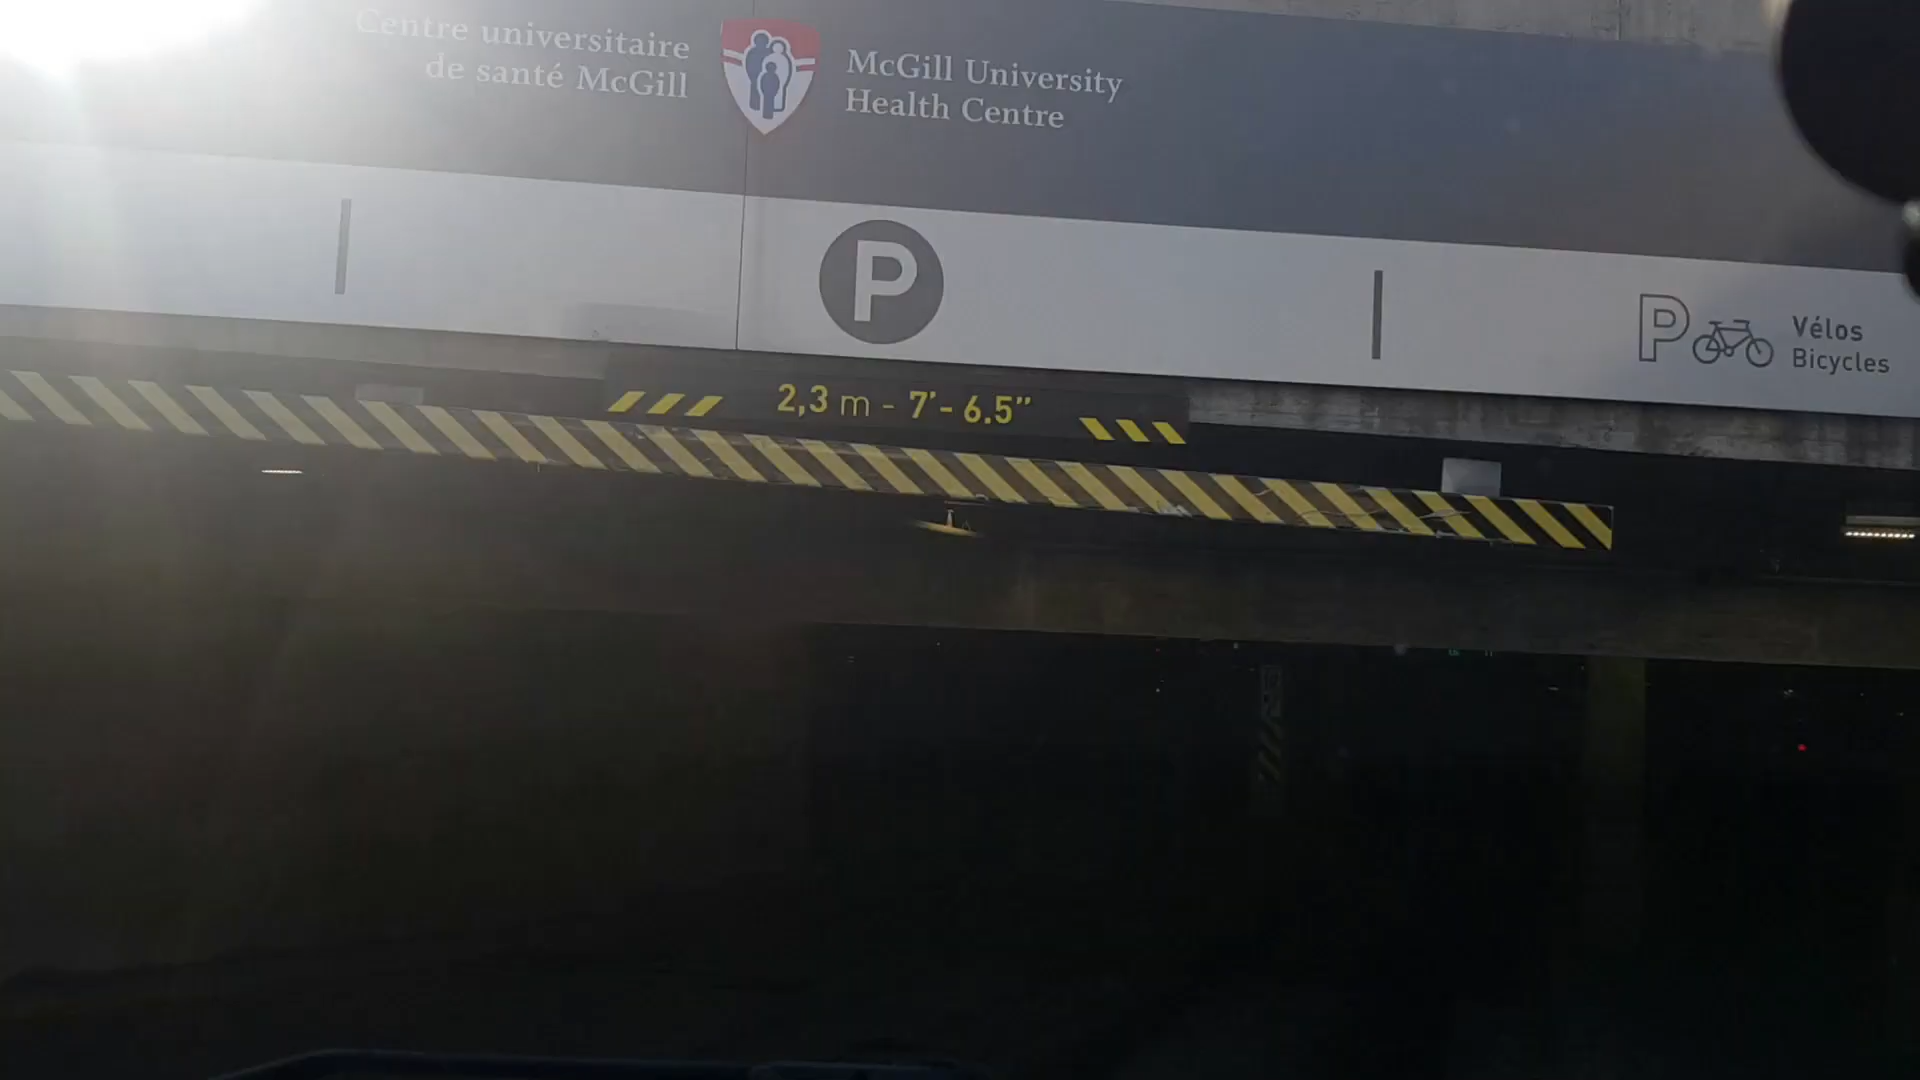 Centre universitaire
de santé McGill
McGill University
Health Centre
P
P
Vélos
Bicycles
2,3 m - 7'- 6.5"